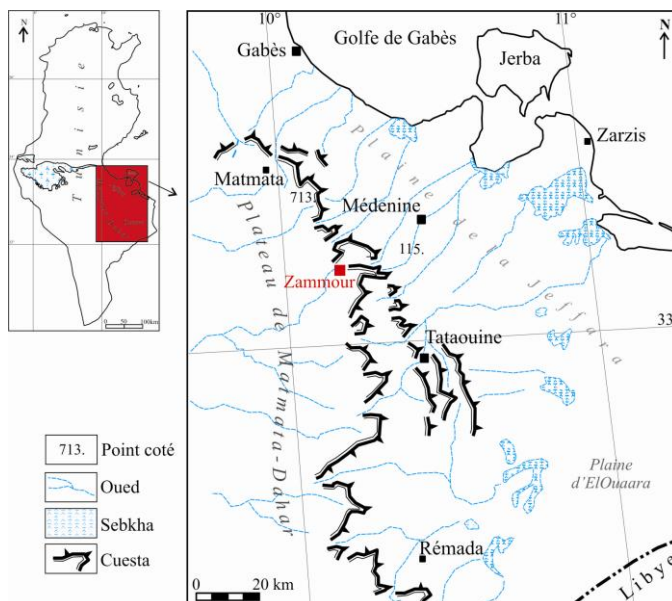 N
Tunisie
0 50 100km
713. Point coté
Oued
Sebkha
Cuesta
10°
11°
N
Golfe de Gabès
Gabès
Jerba
Zarzis
Matmata
713.
Médenine
115.
Plaine de la Jeffara
Zammour
33
Tataouine
Plateau de Matmata-Dahar
Plaine
d'ElOuaara
Rémada
0 20 km
Libye